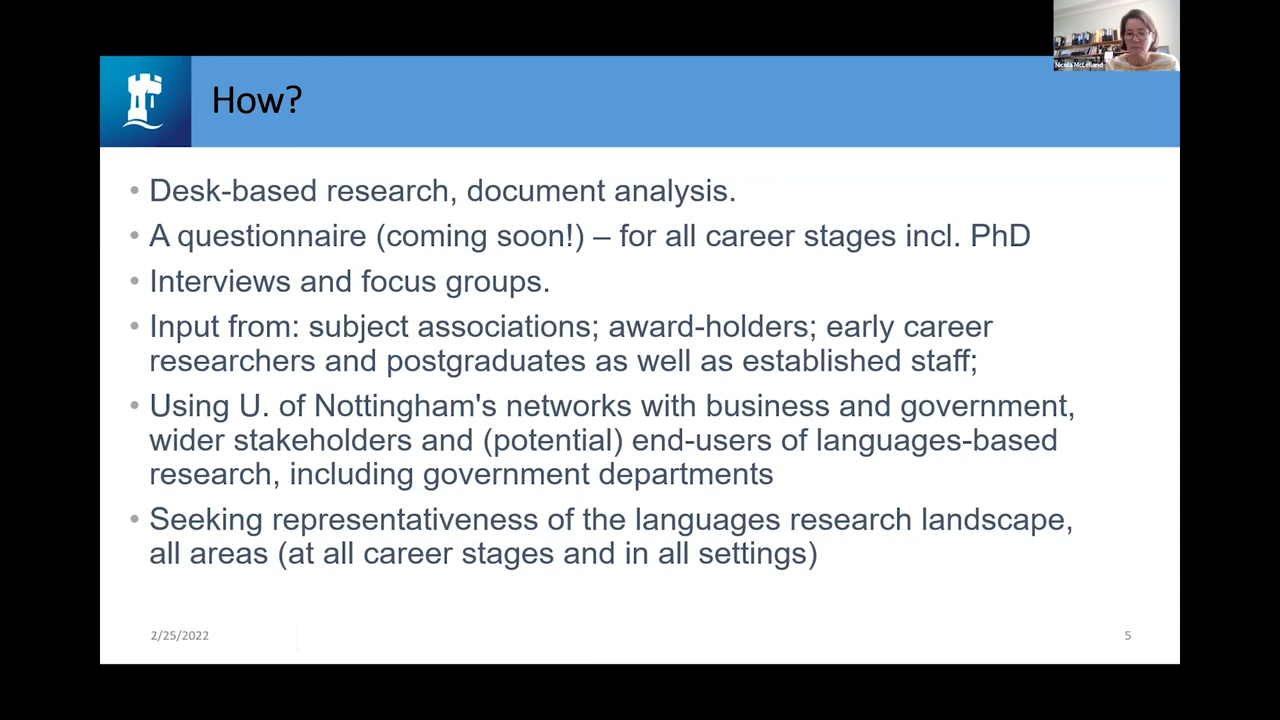 Nicola McLelland
How?
• Desk-based research, document analysis.
• A questionnaire (coming soon!) – for all career stages incl. PhD
• Interviews and focus groups.
• Input from: subject associations; award-holders; early career
researchers and postgraduates as well as established staff;
• Using U. of Nottingham's networks with business and government,
wider stakeholders and (potential) end-users of languages-based
research, including government departments
• Seeking representativeness of the languages research landscape,
all areas (at all career stages and in all settings)
2/25/2022
5